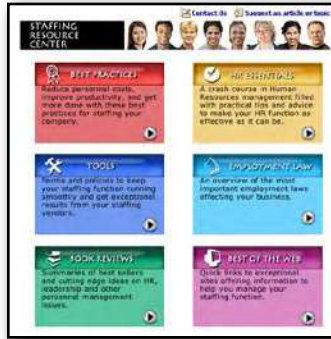 Contact Us Suggest an article or topic
STAFFING
RESOURCE
CENTER
BEST PRACTICES
Reduce personnel costs,
improve productivity, and get
more done with these best
practices for staffing your
company.
HR ESSENTIALS
A crash course in Human
Resources management filled
with practical tips and advice
to make your HR function as
effective as it can be.
TOOLS
Forms and policies to keep
your staffing function running
smoothly and get exceptional
results from your staffing
vendors.
EMPLOYMENT LAW
An overview of the most
important employment laws
affecting your business.
BOOK REVIEWS
Summaries of best sellers
and cutting edge ideas on HR,
leadership and other
personnel management
issues.
BEST OF THE WEB
Quick links to exceptional
sites offering information to
help you manage your
staffing function.